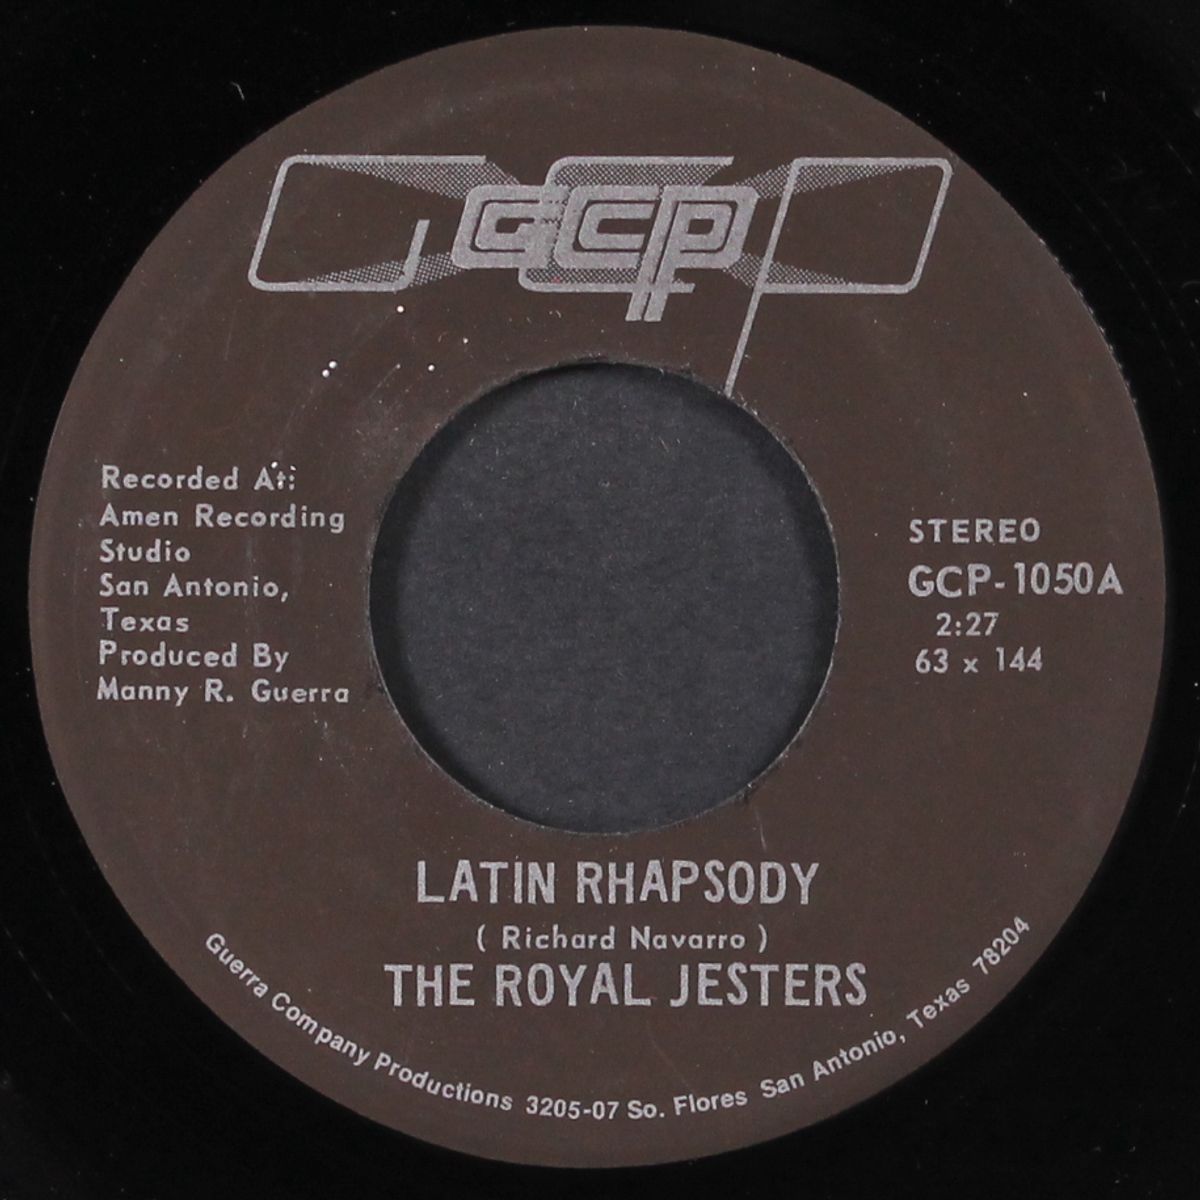 GCP
Recorded At:
Amen Recording
Studio
San Antonio,
Texas
Produced By
Manny R. Guerra
STEREO
GCP-1050A
2:27
63 x 144
LATIN RHAPSODY
( Richard Navarro )
THE ROYAL JESTERS
Guerra Company Productions 3205-07 So. Flores San Antonio, Texas 78204